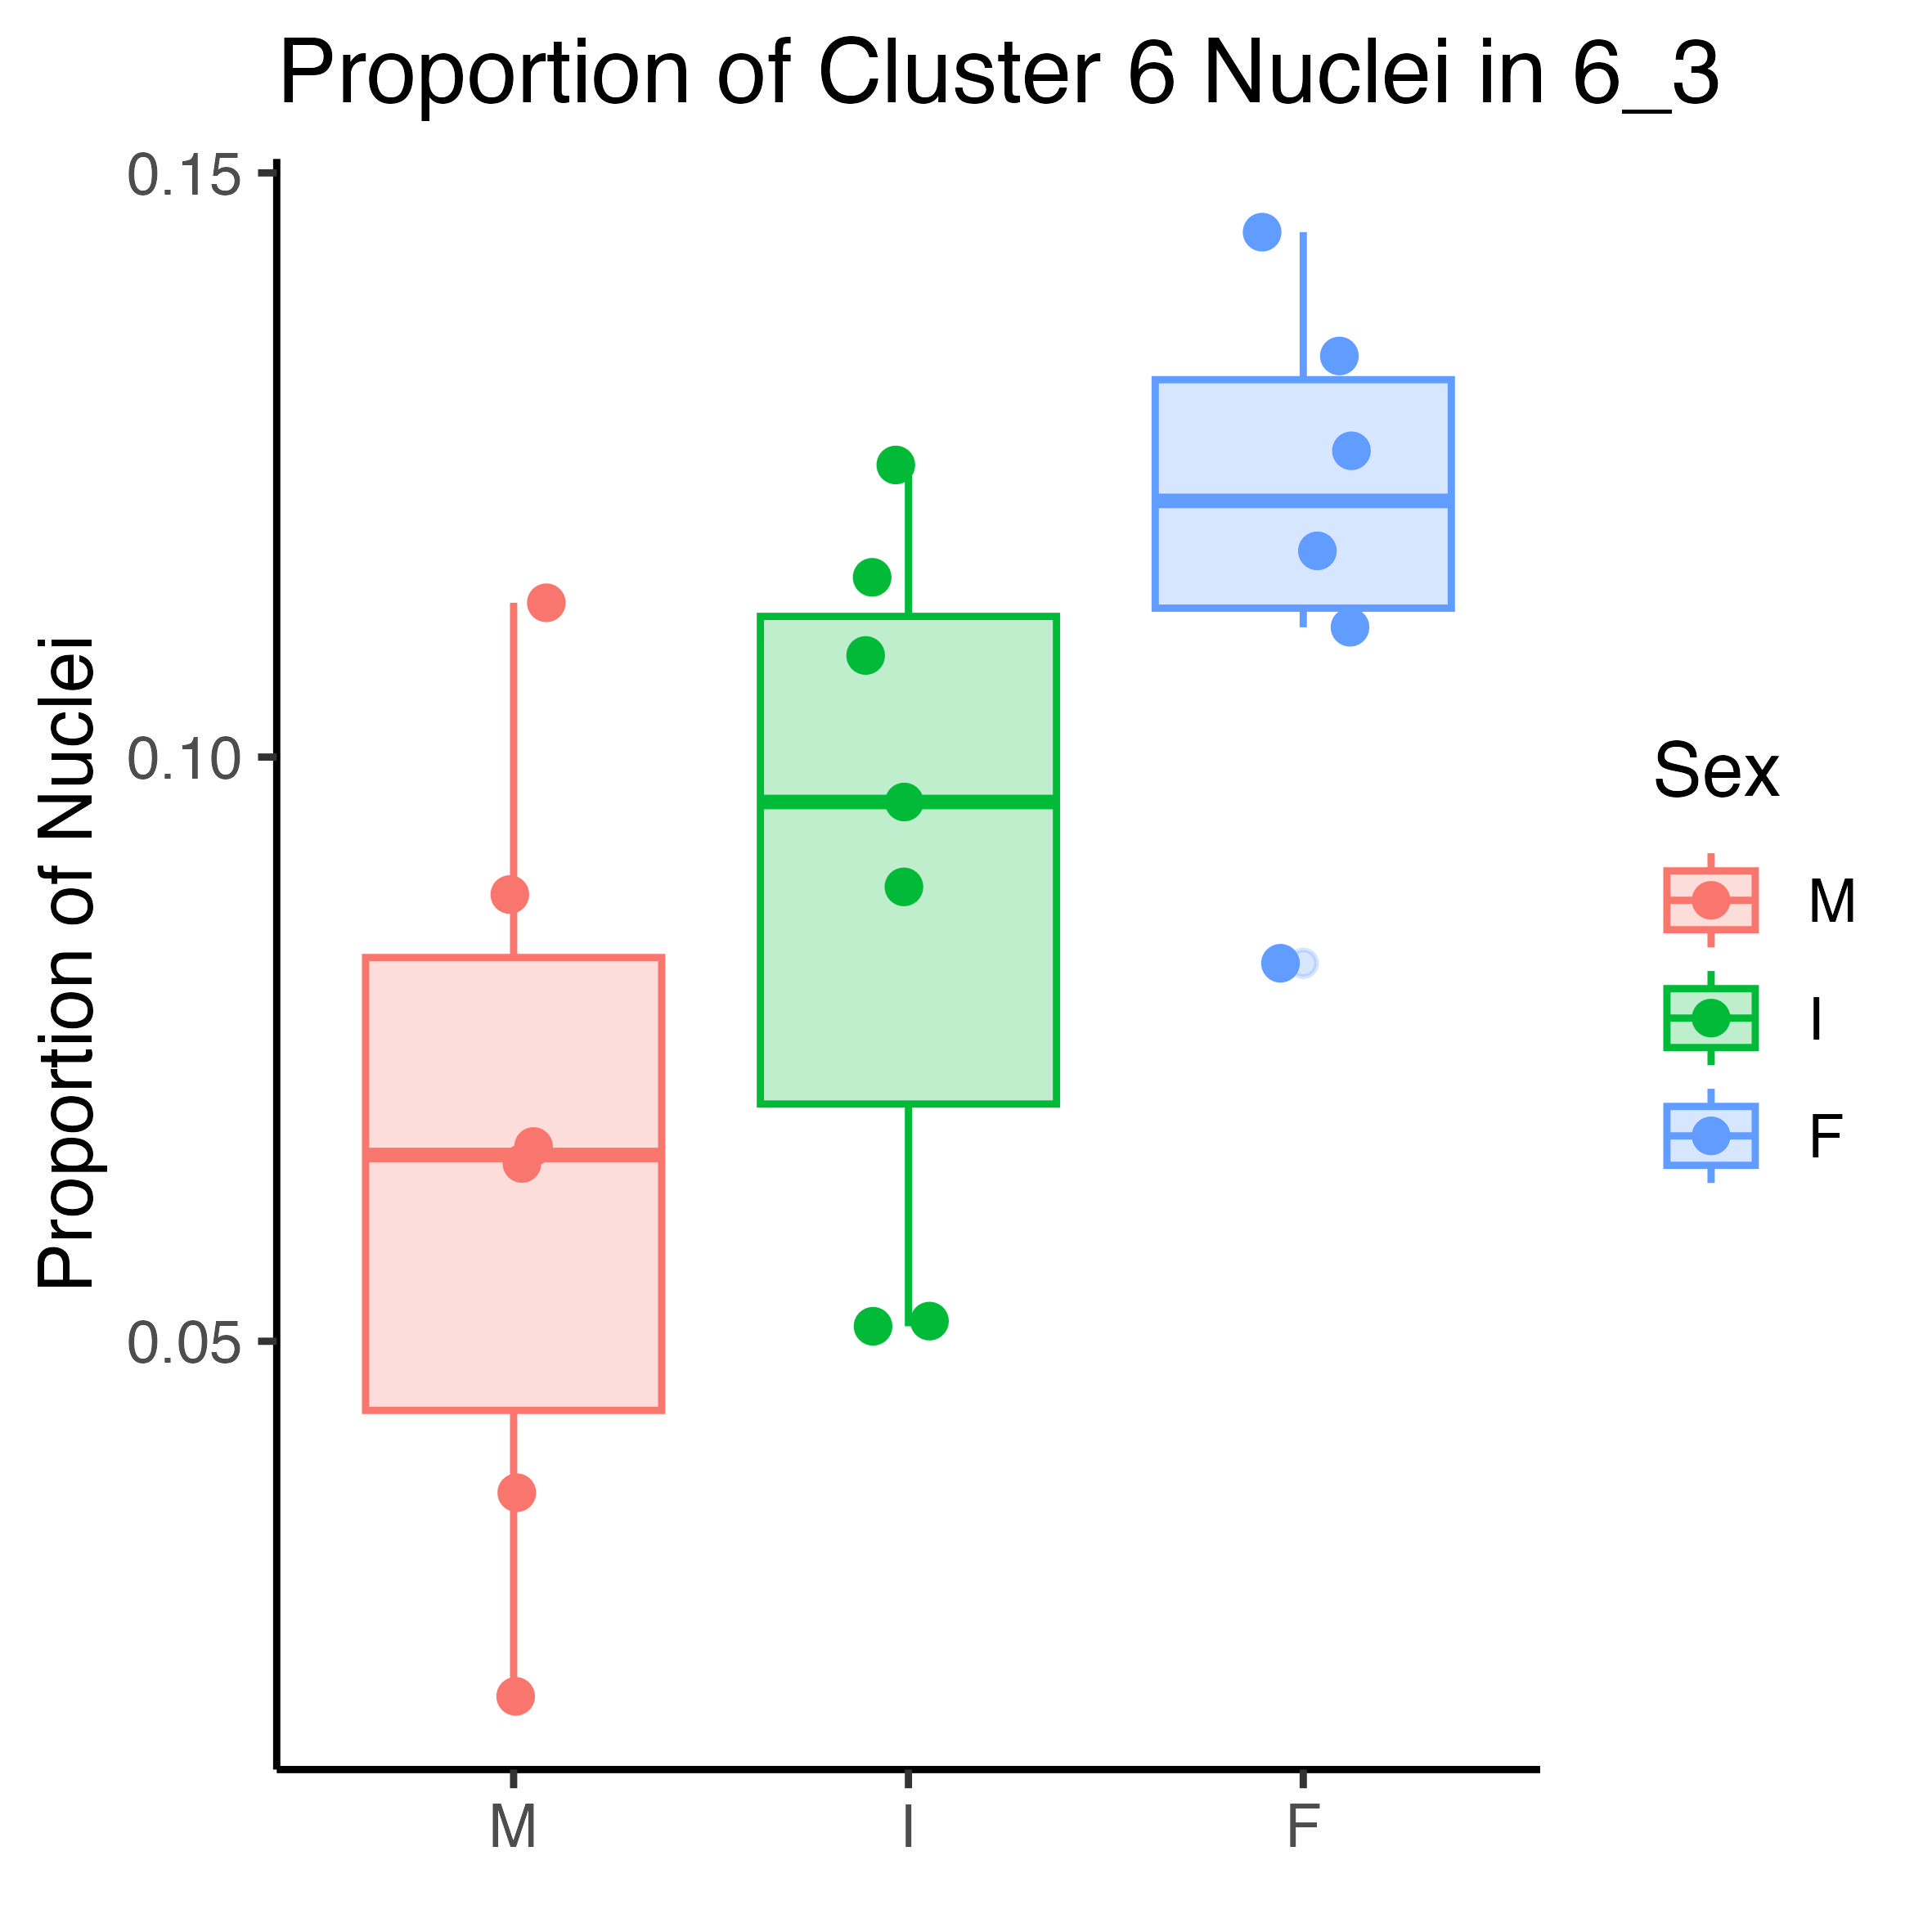 Proportion of Cluster 6 Nuclei in 6_3
Proportion of Nuclei
0.15
0.10
0.05
M
I
F
Sex
M
I
F